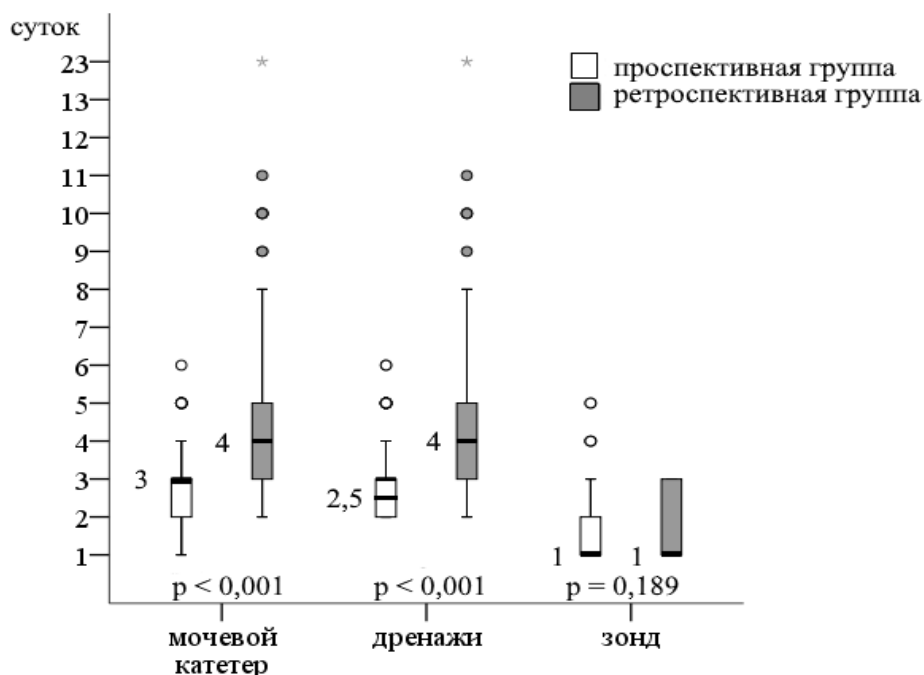 суток
23
13
12
11
10
9
8
7
6
5
4
3
2
1
проспективная группа
ретроспективная группа
3
4
2,5
4
1
1
p < 0,001
p < 0,001
p = 0,189
мочевой
катетер
дренажи
зонд